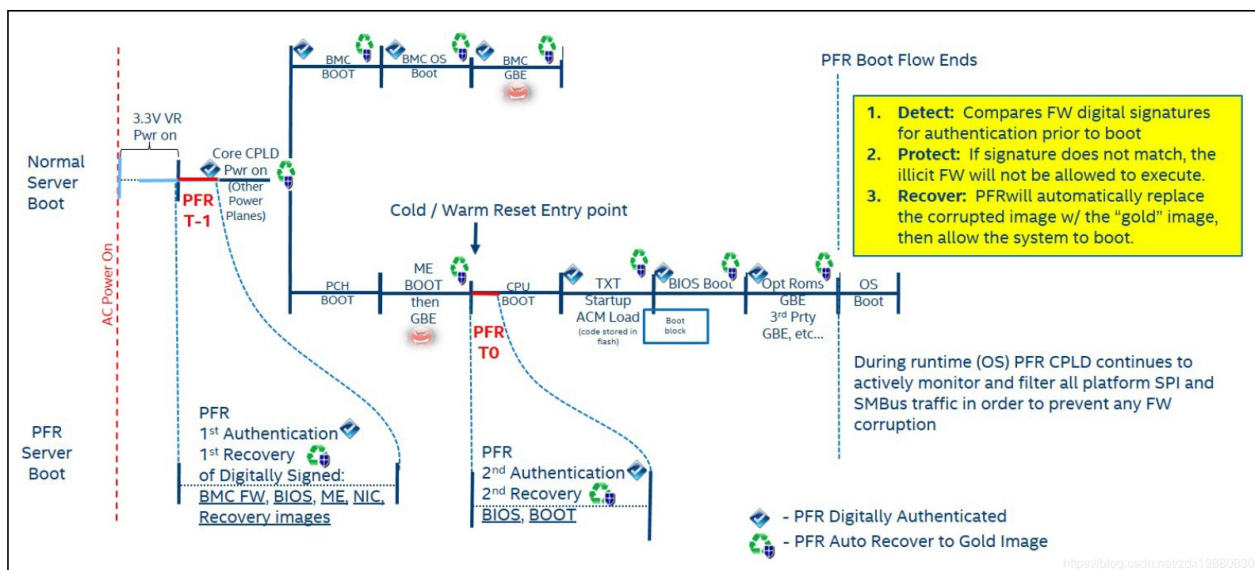 BMC
BOOT
BMC OS
Boot
BMC
GBE
PFR Boot Flow Ends
3.3V VR
Pwr on
Normal
Server
Boot
PFR
T-1
Core CPLD
Pwr on
(Other
Power
Planes)
AC Power On
1. Detect: Compares FW digital signatures
for authentication prior to boot
2. Protect: If signature does not match, the
illicit FW will not be allowed to execute.
3. Recover: PFRwill automatically replace
the corrupted image w/ the “gold” image,
then allow the system to boot.
Cold / Warm Reset Entry point
PCH
BOOT
ME
BOOT
then
GBE
PFR
T0
CPU
BOOT
TXT
Startup
ACM Load
(code stored in
flash)
BIOS Boot
Boot
block
Opt Roms
GBE
3rd Prty
GBE, etc...
OS
Boot
During runtime (OS) PFR CPLD continues to
actively monitor and filter all platform SPI and
SMBus traffic in order to prevent any FW
corruption
PFR
Server
Boot
PFR
1st Authentication
1st Recovery
of Digitally Signed:
BMC FW, BIOS, ME, NIC,
Recovery images
PFR
2nd Authentication
2nd Recovery
BIOS, BOOT
- PFR Digitally Authenticated
- PFR Auto Recover to Gold Image
https://blog.csdn.net/zdx19880830